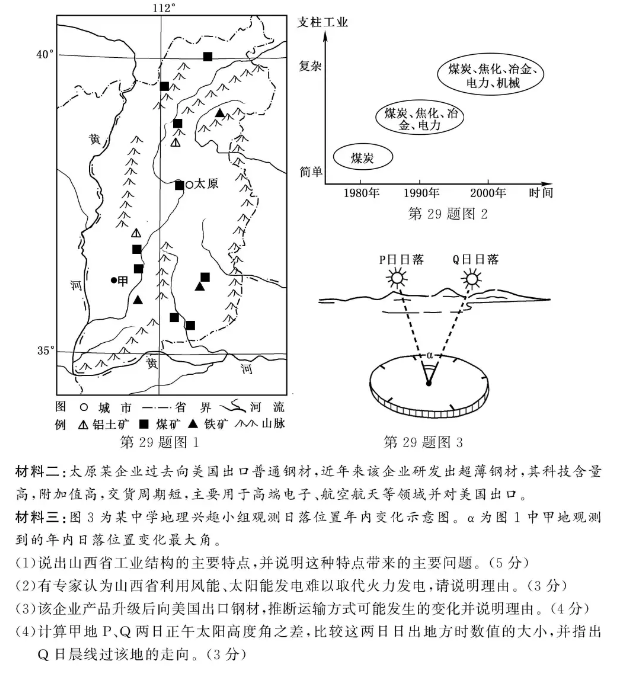 112°
40°
黄
太原
甲
河
35°
黄
河
图 城市 省界 河流
例 铝土矿 煤矿 铁矿 山脉
第29题图1
支柱工业
复杂
煤炭、焦化、冶金、
电力、机械
煤炭、焦化、冶
金、电力
煤炭
简单
1980年 1990年 2000年 时间
第29题图2
P日日落 Q日日落
α
第29题图3
材料二:太原某企业过去向美国出口普通钢材,近年来该企业研发出超薄钢材,其科技含量
高,附加值高,交货周期短,主要用于高端电子、航空航天等领域并对美国出口。
材料三:图3为某中学地理兴趣小组观测日落位置年内变化示意图。α为图1中甲地观测
到的年内日落位置变化最大角。
(1)说出山西省工业结构的主要特点,并说明这种特点带来的主要问题。(5分)
(2)有专家认为山西省利用风能、太阳能发电难以取代火力发电,请说明理由。(3分)
(3)该企业产品升级后向美国出口钢材,推断运输方式可能发生的变化并说明理由。(4分)
(4)计算甲地P、Q两日正午太阳高度角之差,比较这两日日出地方时数值的大小,并指出
Q日晨线过该地的走向。(3分)